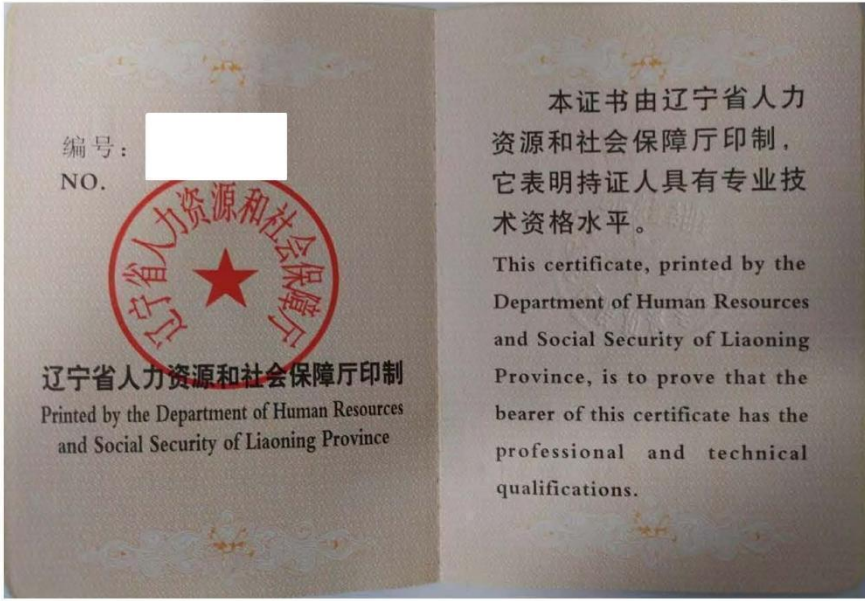 编号：
NO.
辽宁省人力资源和社会保障厅
辽宁省人力资源和社会保障厅印制
Printed by the Department of Human Resources
and Social Security of Liaoning Province
本证书由辽宁省人力
资源和社会保障厅印制，
它表明持证人具有专业技
术资格水平。
This certificate, printed by the
Department of Human Resources
and Social Security of Liaoning
Province, is to prove that the
bearer of this certificate has the
professional and technical
qualifications.